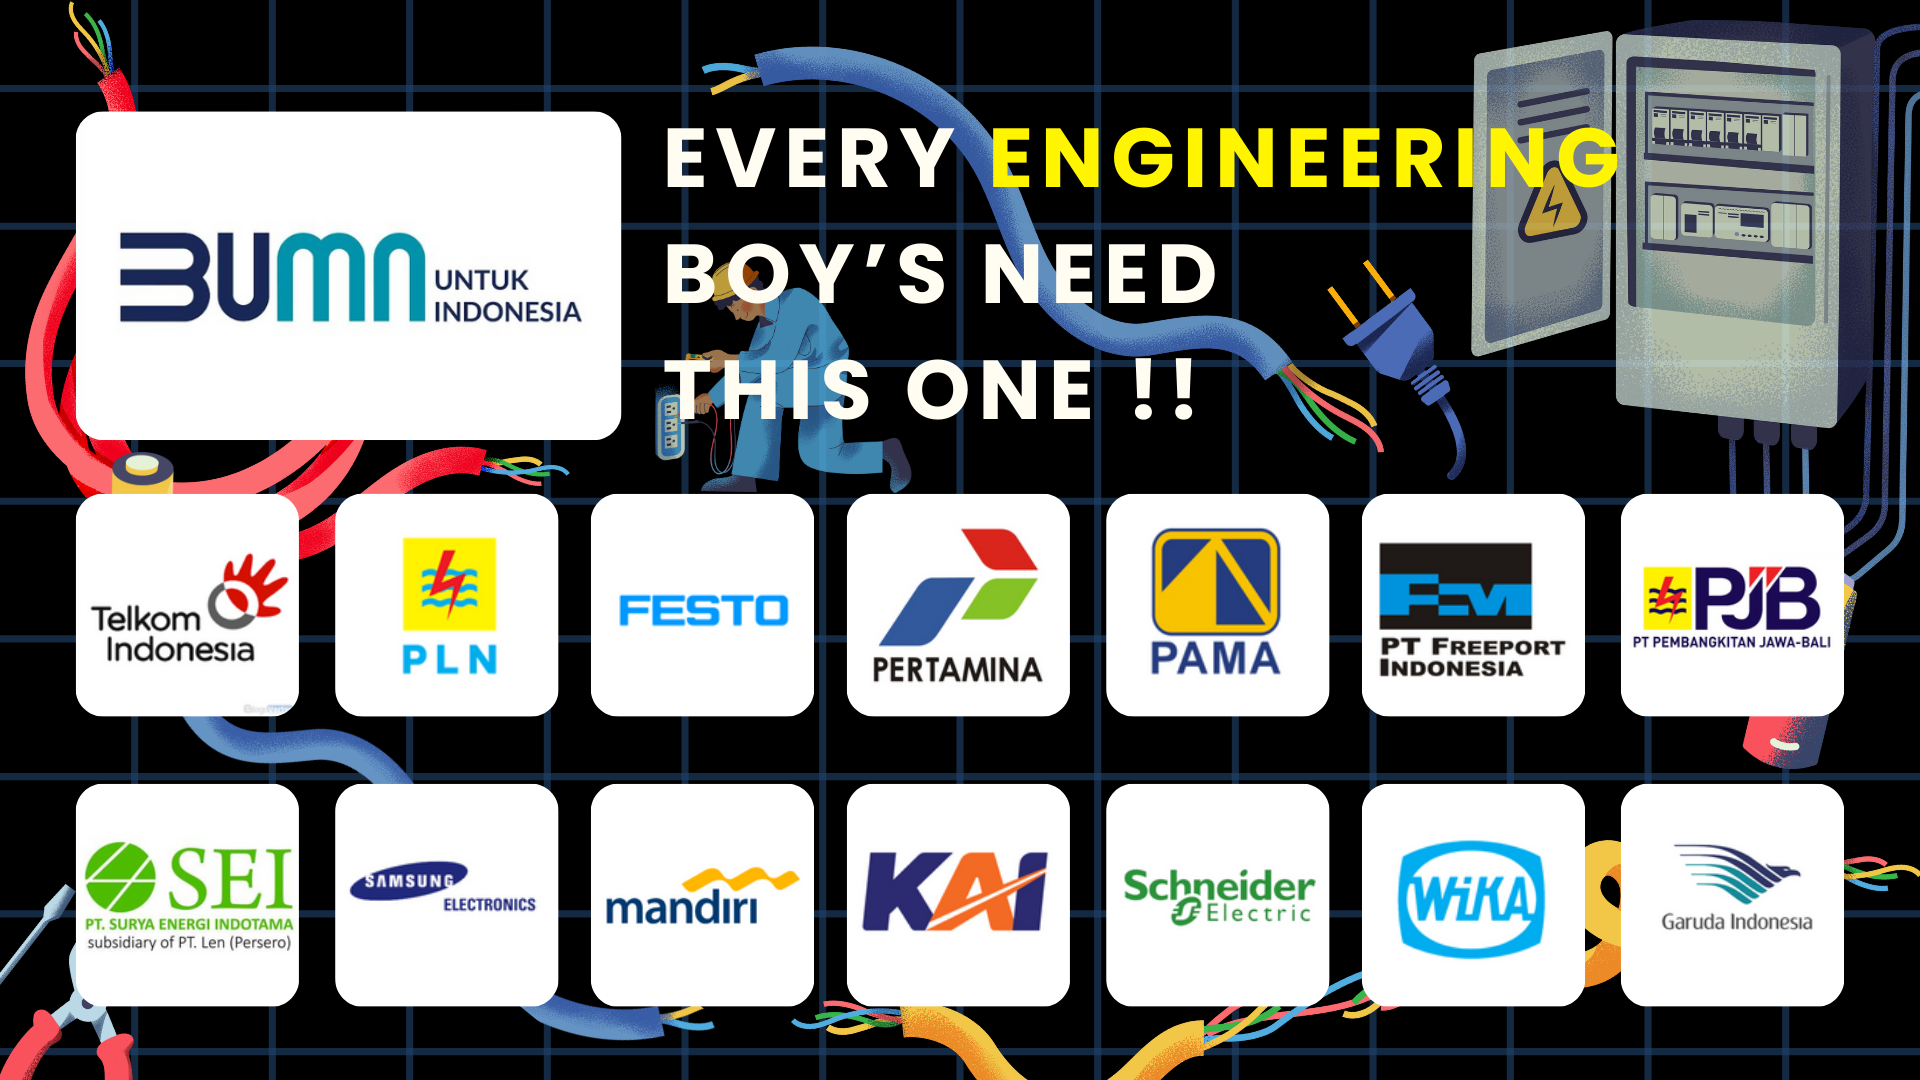 EVERY ENGINEERING
BOY'S NEED
THIS ONE !!
BUMN UNTUK
INDONESIA
Telkom
Indonesia
PLN
FESTO
PERTAMINA
PAMA
PT FREEPORT
INDONESIA
PJB
PT PEMBANGKITAN JAWA-BALI
SEI
PT. SURYA ENERGI INDOTAMA
subsidiary of PT. Len (Persero)
SAMSUNG
ELECTRONICS
mandırı
KAI
Schneider
Electric
WiKA
Garuda Indonesia